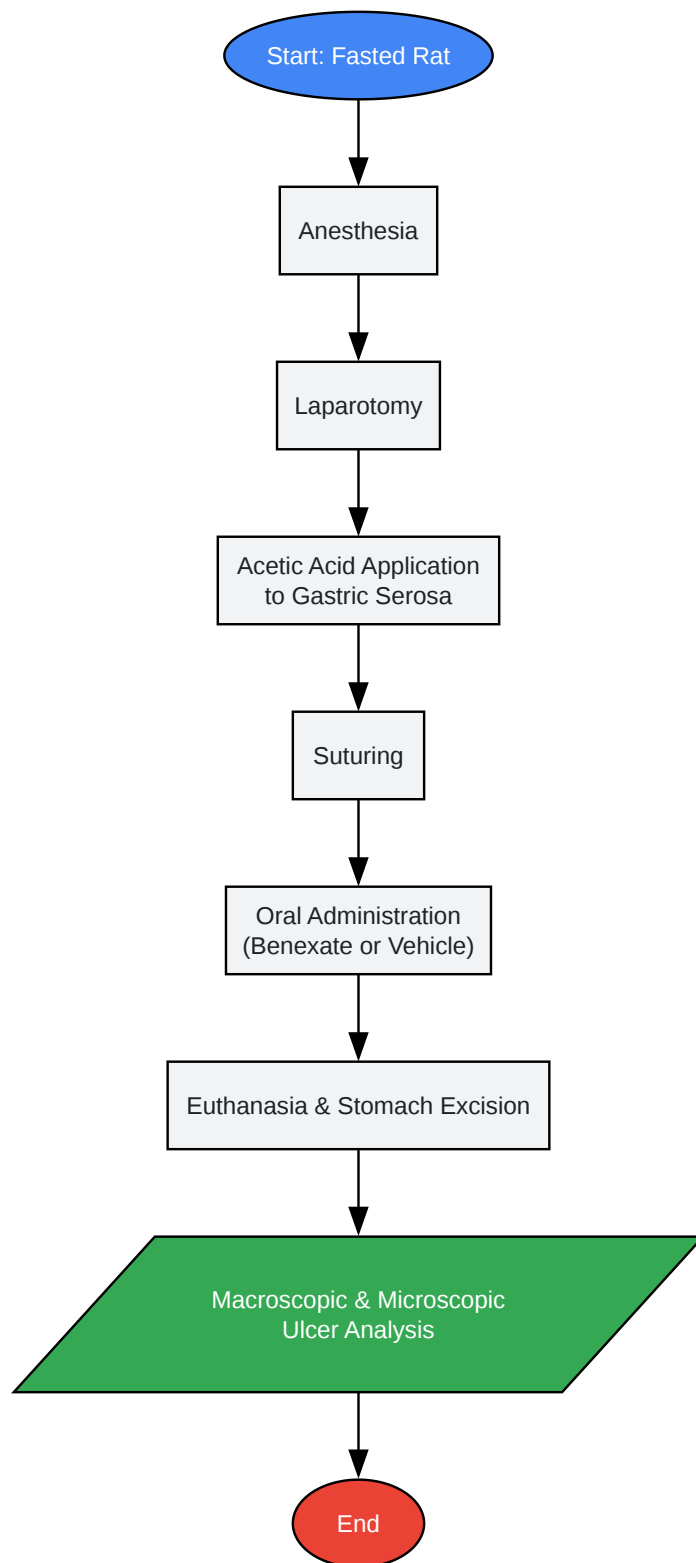 Start: Fasted Rat
Anesthesia
Laparotomy
Acetic Acid Application
to Gastric Serosa
Suturing
Oral Administration
(Benexate or Vehicle)
Euthanasia & Stomach Excision
Macroscopic & Microscopic
Ulcer Analysis
End